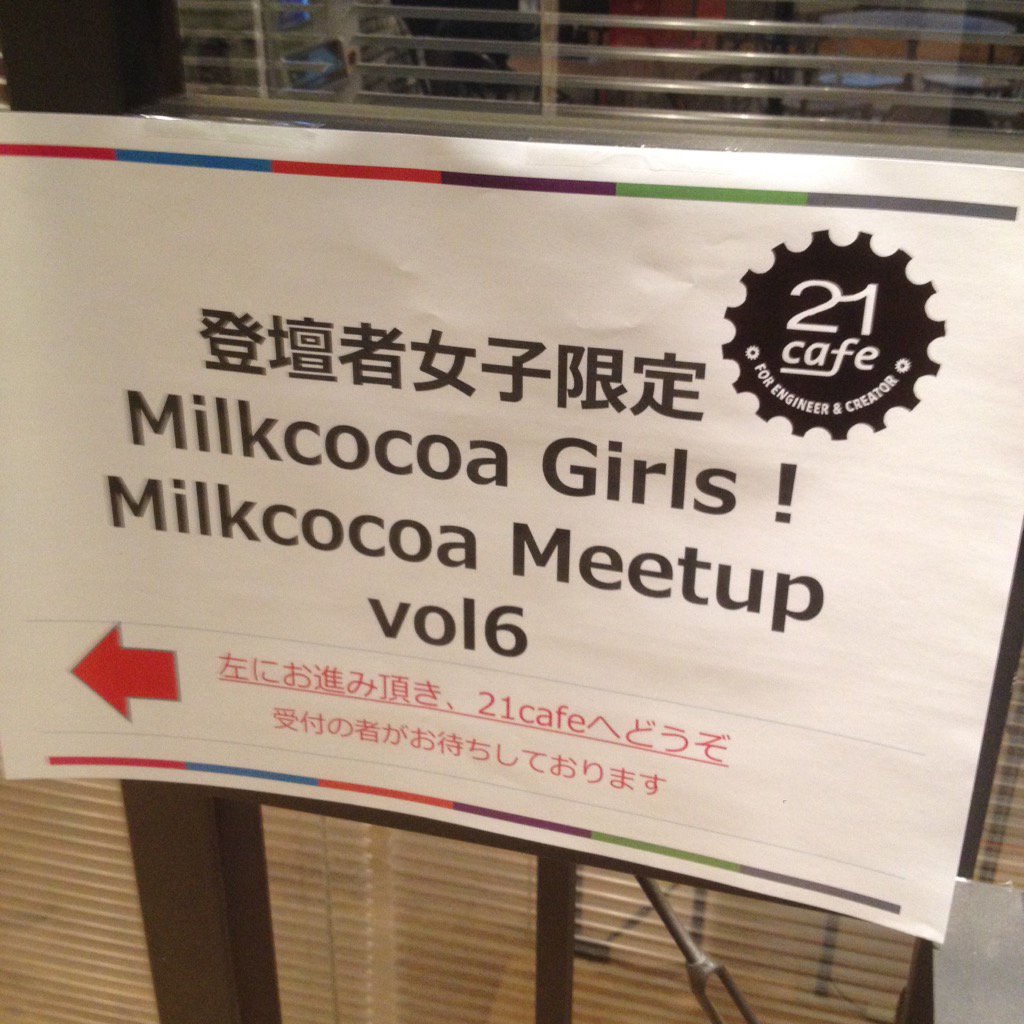 21
cafe
FOR ENGINEER & CREATOR
登壇者女子限定
Milkcocoa Girls！
Milkcocoa Meetup
vol6
左にお進み頂き、21cafeへどうぞ
受付の者がお待ちしております